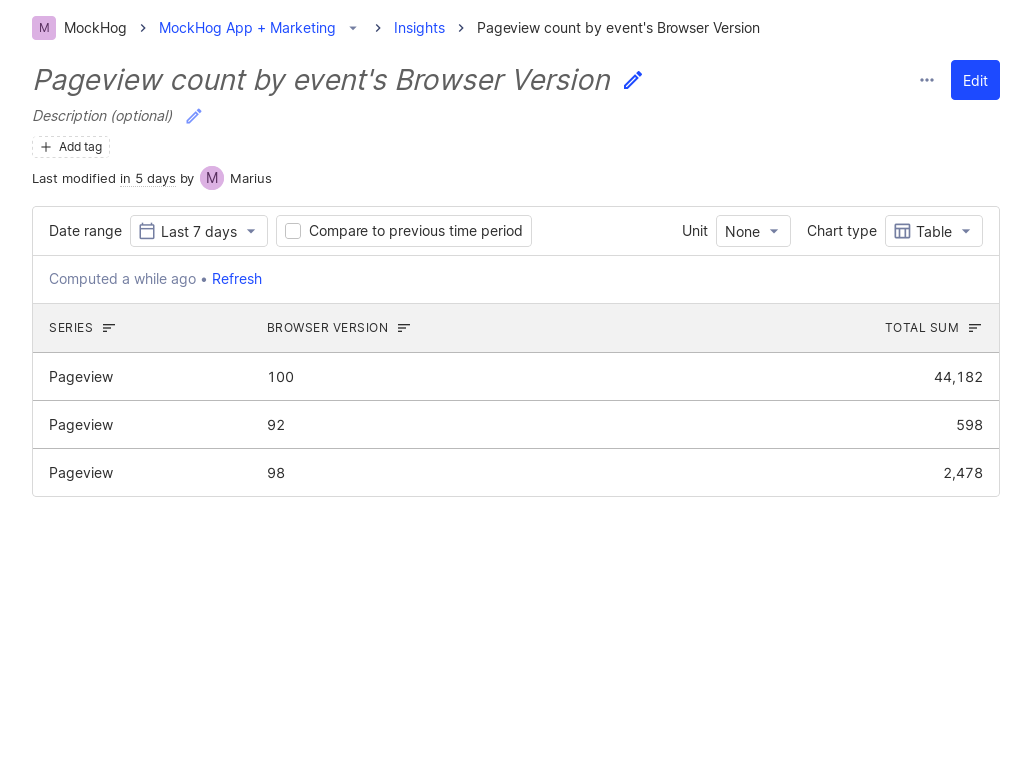 M MockHog MockHog App + Marketing Insights Pageview count by event's Browser Version
Pageview count by event's Browser Version Edit
Description (optional)
Add tag
Last modified in 5 days by M Marius
Date range Last 7 days Compare to previous time period Unit None Chart type Table
Computed a while ago • Refresh
SERIES BROWSER VERSION TOTAL SUM
Pageview 100 44,182
Pageview 92 598
Pageview 98 2,478